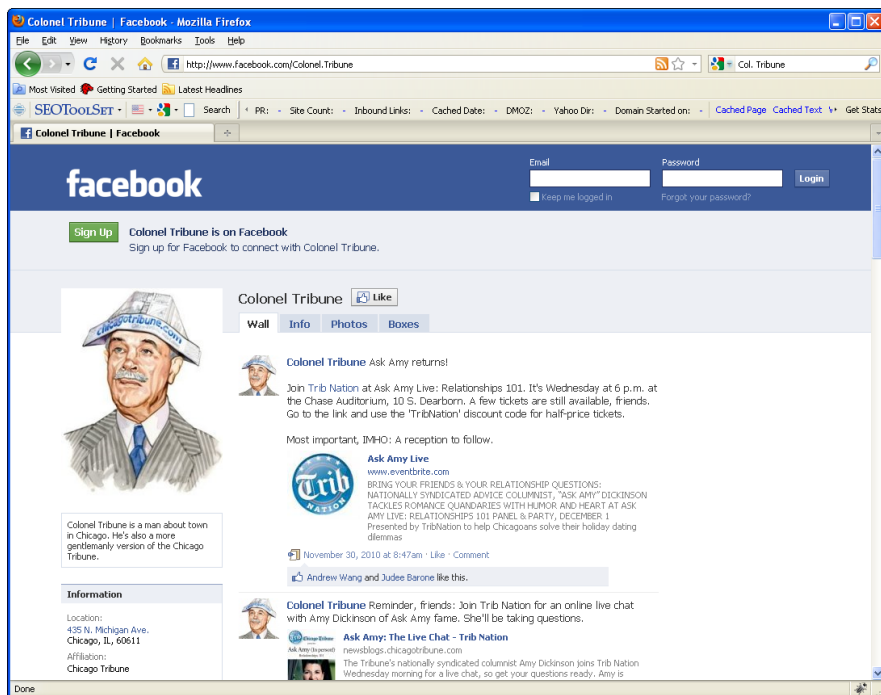 Colonel Tribune | Facebook - Mozilla Firefox
File Edit View History Bookmarks Tools Help
http://www.facebook.com/Colonel.Tribune
Col. Tribune
Most Visited Getting Started Latest Headlines
SEOTOOLSET Search PR: - Site Count: - Inbound Links: - Cached Date: - DMOZ: - Yahoo Dir: - Domain Started on: - Cached Page Cached Text Get Stats
Colonel Tribune | Facebook
facebook
Email
Password
Login
Keep me logged in
Forgot your password?
Sign Up
Colonel Tribune is on Facebook
Sign up for Facebook to connect with Colonel Tribune.
chicagotribune.com
Colonel Tribune is a man about town
in Chicago. He's also a more
gentlemanly version of the Chicago
Tribune.
Information
Location:
435 N. Michigan Ave.
Chicago, IL, 60611
Affiliation:
Chicago Tribune
Colonel Tribune Like
Wall Info Photos Boxes
Colonel Tribune Ask Amy returns!
Join Trib Nation at Ask Amy Live: Relationships 101. It's Wednesday at 6 p.m. at
the Chase Auditorium, 10 S. Dearborn. A few tickets are still available, friends.
Go to the link and use the 'TribNation' discount code for half-price tickets.
Most important, IMHO: A reception to follow.
Trib
NATION
Ask Amy Live
www.eventbrite.com
BRING YOUR FRIENDS & YOUR RELATIONSHIP QUESTIONS:
NATIONALLY SYNDICATED ADVICE COLUMNIST, "ASK AMY" DICKINSON
TACKLES ROMANCE QUANDARIES WITH HUMOR AND HEART AT ASK
AMY LIVE: RELATIONSHIPS 101 PANEL & PARTY, DECEMBER 1
Presented by TribNation to help Chicagoans solve their holiday dating
dilemmas
November 30, 2010 at 8:47am · Like · Comment
Andrew Wang and Judee Barone like this.
Colonel Tribune Reminder, friends: Join Trib Nation for an online live chat
with Amy Dickinson of Ask Amy fame. She'll be taking questions.
Chicago Tribune
Ask Amy (In person)
Ask Amy: The Live Chat - Trib Nation
newsblogs.chicagotribune.com
The Tribune's nationally syndicated columnist Amy Dickinson joins Trib Nation
Wednesday morning for a live chat, so get your questions ready. Amy is
Done